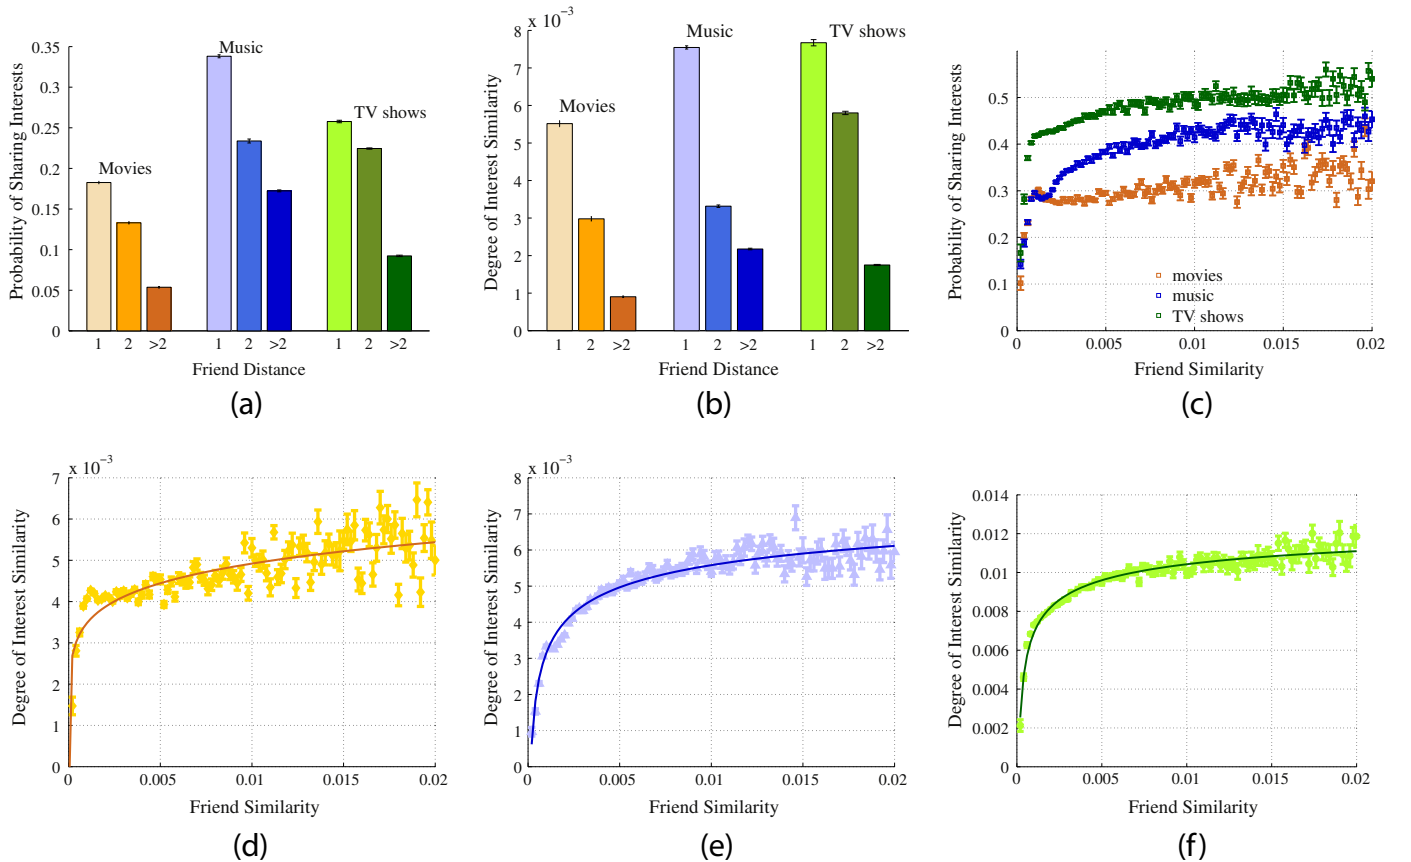 Probability of Sharing Interests
0.35
0.3
0.25
0.2
0.15
0.1
0.05
0
Movies
Music
TV shows
1 2 >2 1 2 >2 1 2 >2
Friend Distance
(a)
x 10⁻³
Degree of Interest Similarity
8
7
6
5
4
3
2
1
0
Movies
Music
TV shows
1 2 >2 1 2 >2 1 2 >2
Friend Distance
(b)
Probability of Sharing Interests
0.5
0.4
0.3
0.2
0.1
0
movies
music
TV shows
0 0.005 0.01 0.015 0.02
Friend Similarity
(c)
x 10⁻³
Degree of Interest Similarity
7
6
5
4
3
2
1
0
0 0.005 0.01 0.015 0.02
Friend Similarity
(d)
x 10⁻³
Degree of Interest Similarity
8
7
6
5
4
3
2
1
0
0 0.005 0.01 0.015 0.02
Friend Similarity
(e)
Degree of Interest Similarity
0.014
0.012
0.01
0.008
0.006
0.004
0.002
0
0 0.005 0.01 0.015 0.02
Friend Similarity
(f)